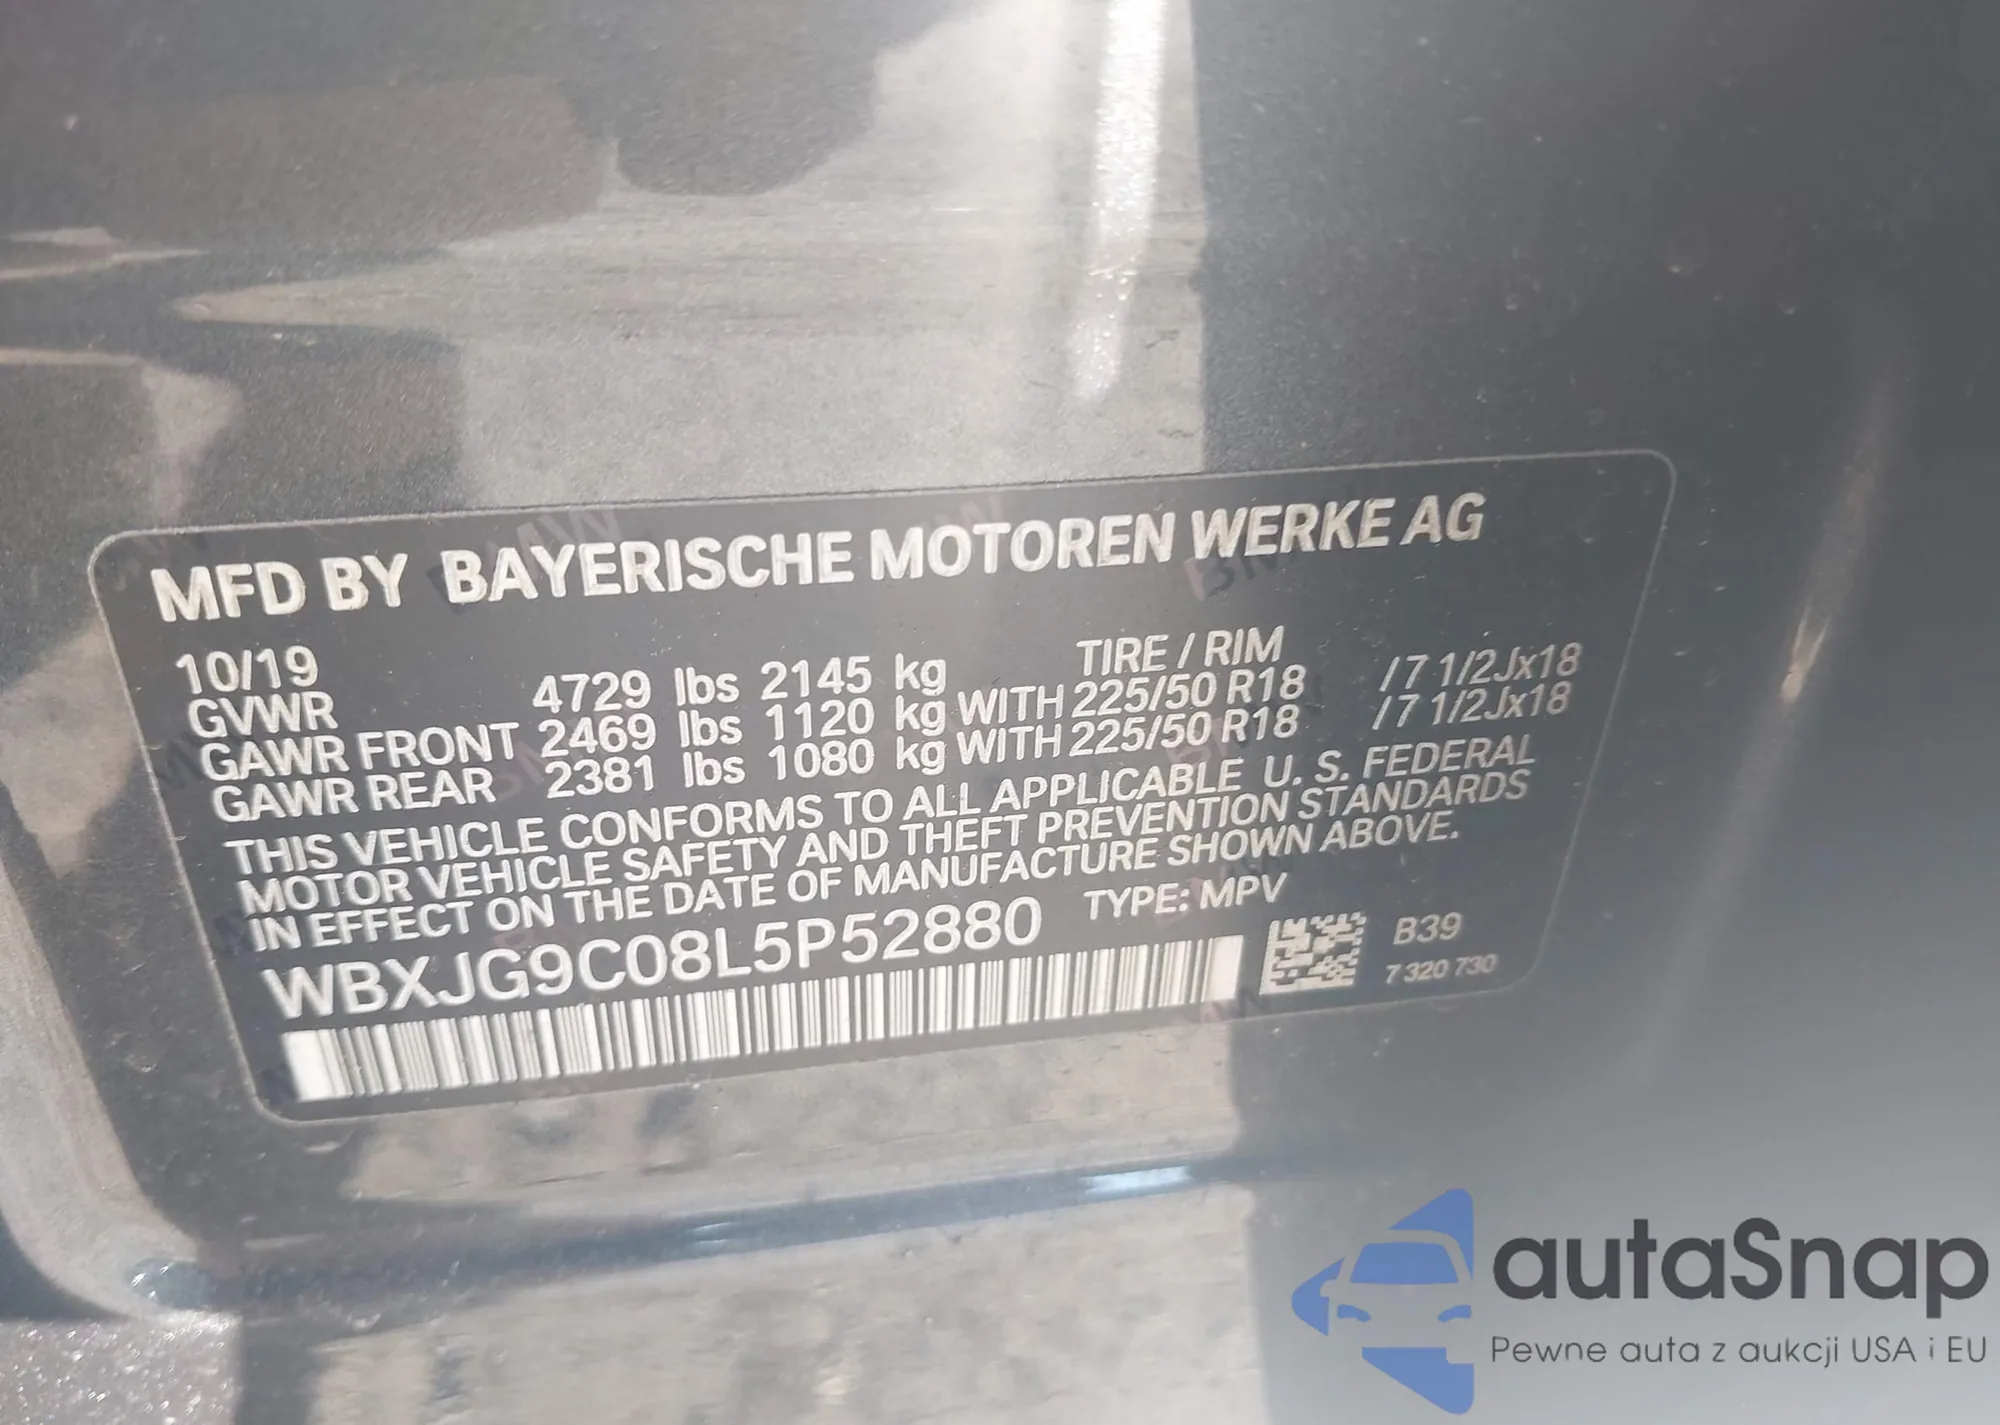 MFD BY BAYERISCHE MOTOREN WERKE AG
10/19 TIRE / RIM
GVWR 4729 lbs 2145 kg
GAWR FRONT 2469 lbs 1120 kg WITH 225/50 R18 /7 1/2Jx18
GAWR REAR 2381 lbs 1080 kg WITH 225/50 R18 /7 1/2Jx18
THIS VEHICLE CONFORMS TO ALL APPLICABLE U. S. FEDERAL
MOTOR VEHICLE SAFETY AND THEFT PREVENTION STANDARDS
IN EFFECT ON THE DATE OF MANUFACTURE SHOWN ABOVE.
WBXJG9C08L5P52880 TYPE: MPV
B39
7 320 730
autaSnap
Pewne auta z aukcji USA i EU